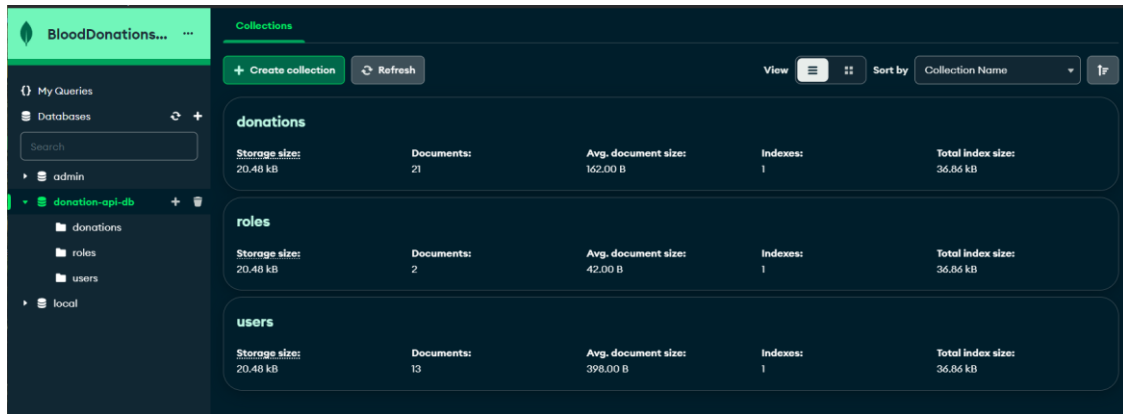 BloodDonations... ...
Collections
+ Create collection
Refresh
View
Sort by
Collection Name
{} My Queries
Databases
Search
admin
donation-api-db
donations
roles
users
local
donations
Storage size: Documents: Avg. document size: Indexes: Total index size:
20.48 kB 21 162.00 B 1 36.86 kB
roles
Storage size: Documents: Avg. document size: Indexes: Total index size:
20.48 kB 2 42.00 B 1 36.86 kB
users
Storage size: Documents: Avg. document size: Indexes: Total index size:
20.48 kB 13 398.00 B 1 36.86 kB